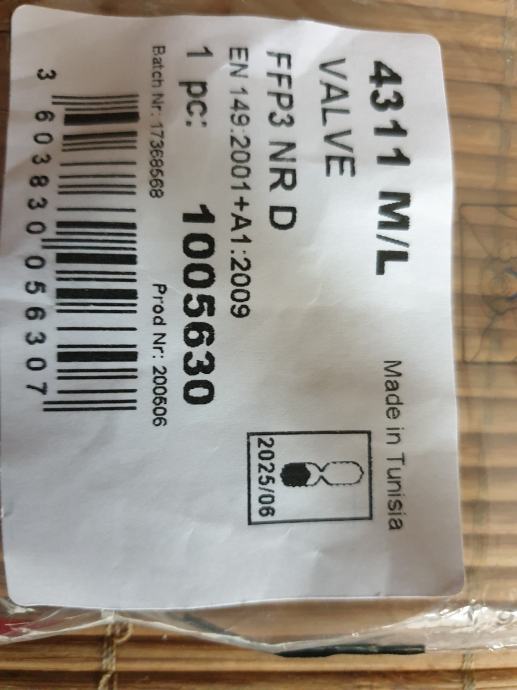 4311 M/L
Made in Tunisia
VALVE
FFP3 NR D
2025/06
EN 149:2001+A1:2009
1 pc: 1005630
Batch Nr: 17368568 Prod Nr: 200506
3 603830 056307